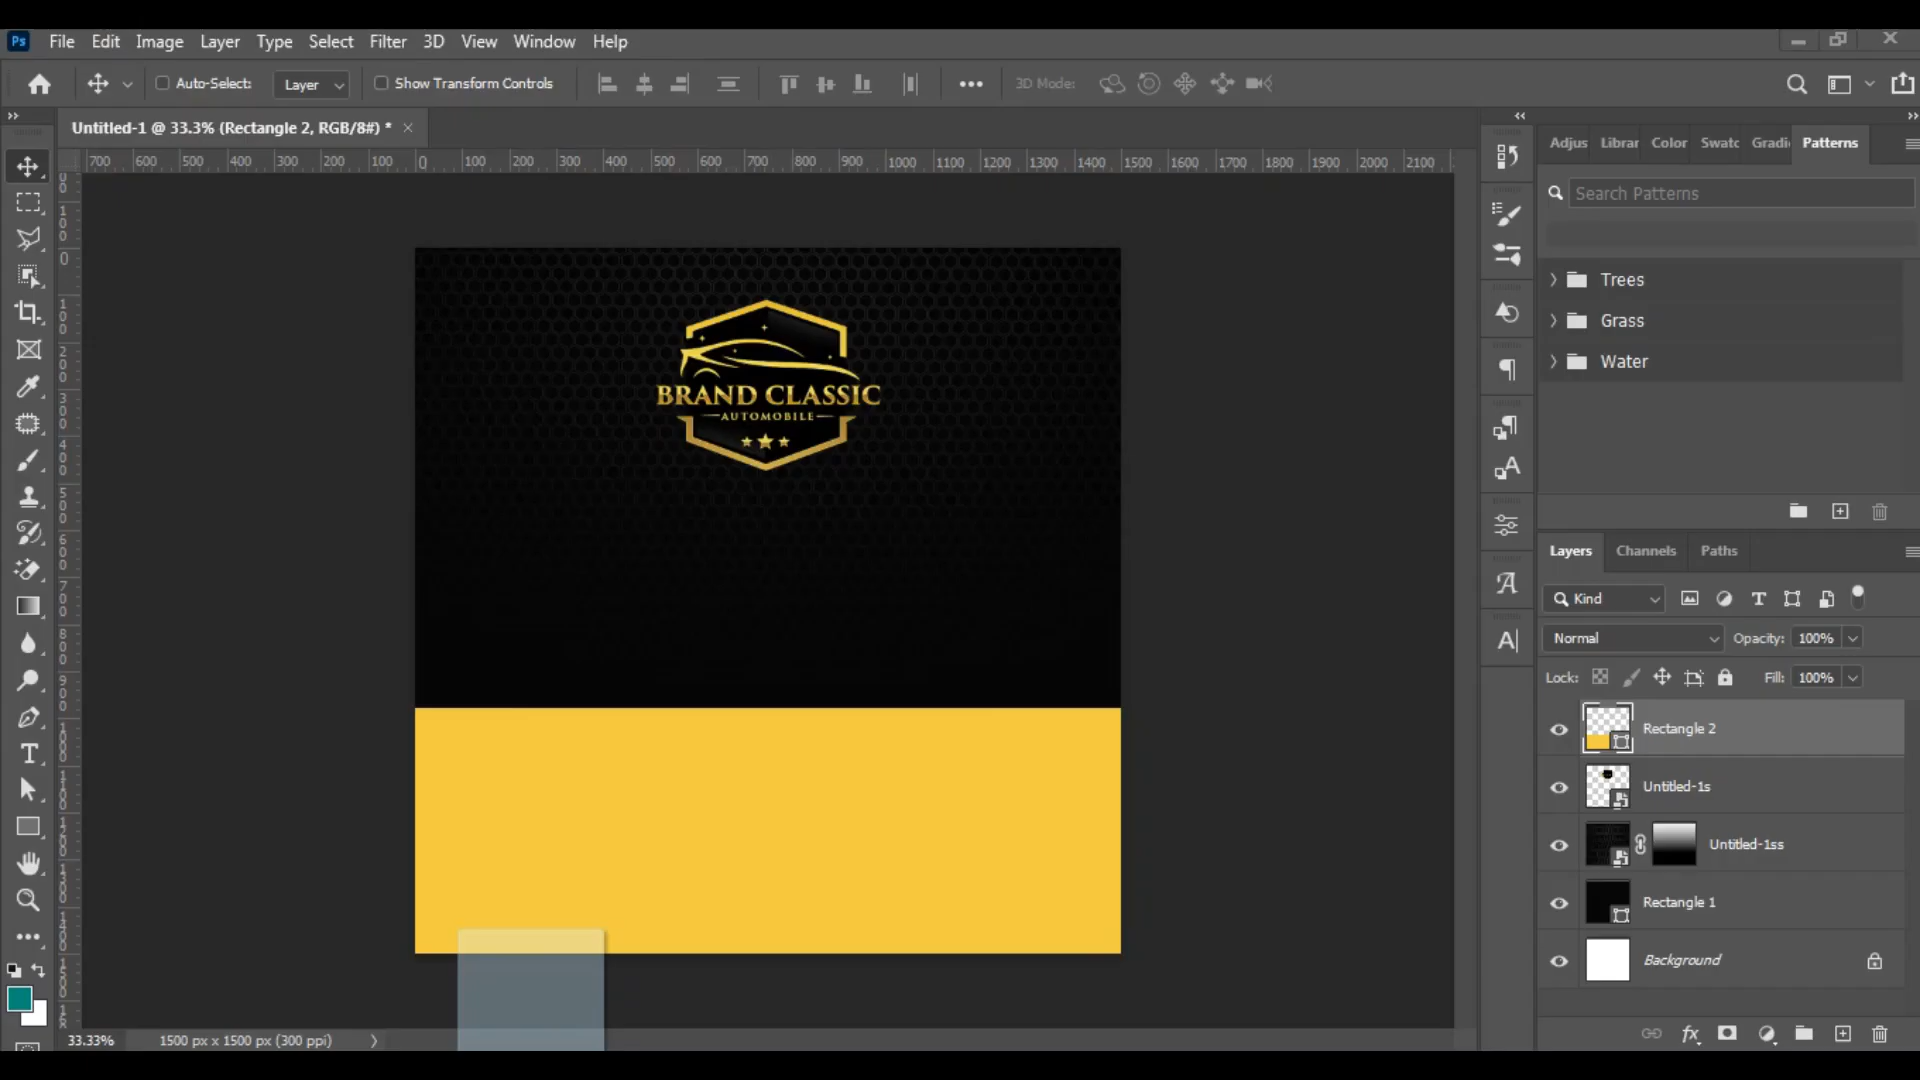 Ps File Edit Image Layer Type Select Filter 3D View Window Help
Auto-Select: Layer Show Transform Controls 3D Mode:
Untitled-1 @ 33.3% (Rectangle 2, RGB/8#) * ×
700 600 500 400 300 200 100 0 100 200 300 400 500 600 700 800 900 1000 1100 1200 1300 1400 1500 1600 1700 1800 1900 2000 2100
Adjus Librar Color Swatc Gradi Patterns
Search Patterns
Trees
Grass
Water
BRAND CLASSIC
AUTOMOBILE
Layers Channels Paths
Kind
Normal Opacity: 100%
Lock: Fill: 100%
Rectangle 2
Untitled-1s
Untitled-1ss
Rectangle 1
Background
33.33% 1500 px x 1500 px (300 ppi)